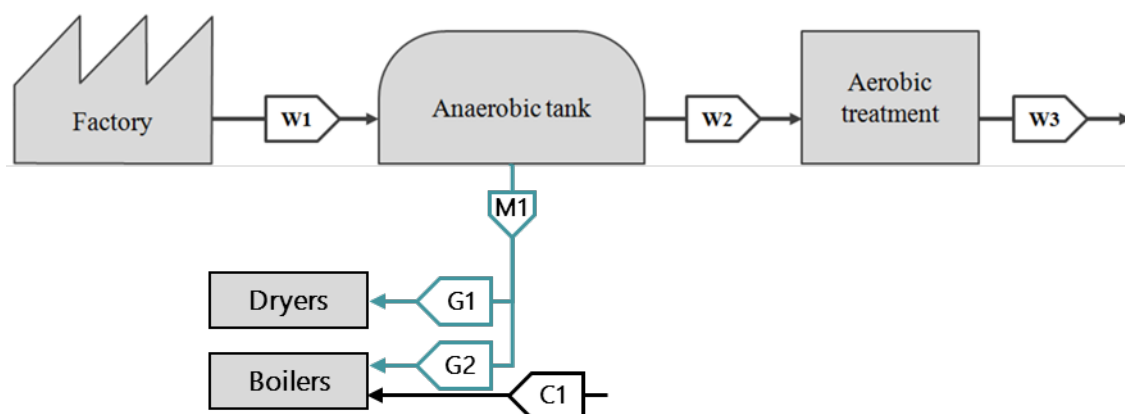 Factory
W1
Anaerobic tank
W2
Aerobic
treatment
W3
M1
Dryers
G1
Boilers
G2
C1